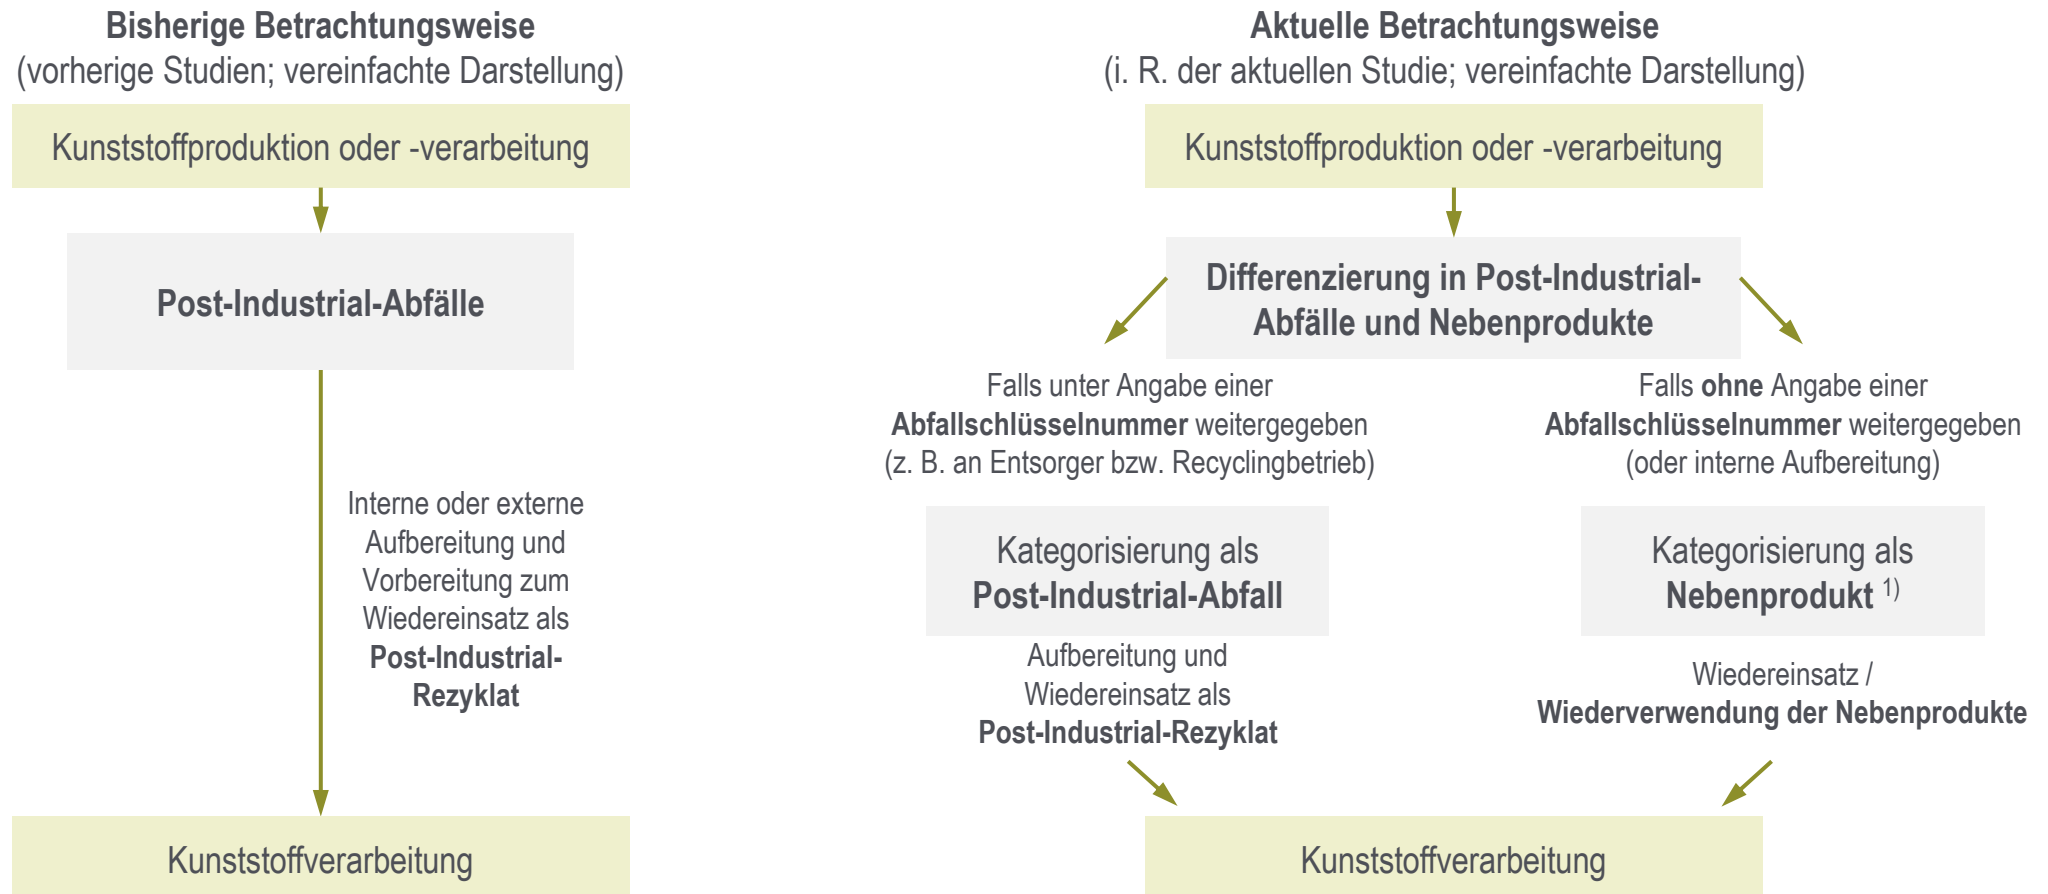 Bisherige Betrachtungsweise
(vorherige Studien; vereinfachte Darstellung)
Kunststoffproduktion oder -verarbeitung
Post-Industrial-Abfälle
Interne oder externe
Aufbereitung und
Vorbereitung zum
Wiedereinsatz als
Post-Industrial-
Rezyklat
Kunststoffverarbeitung
Aktuelle Betrachtungsweise
(i. R. der aktuellen Studie; vereinfachte Darstellung)
Kunststoffproduktion oder -verarbeitung
Differenzierung in Post-Industrial-
Abfälle und Nebenprodukte
Falls unter Angabe einer
Abfallschlüsselnummer weitergegeben
(z. B. an Entsorger bzw. Recyclingbetrieb)
Kategorisierung als
Post-Industrial-Abfall
Aufbereitung und
Wiedereinsatz als
Post-Industrial-Rezyklat
Falls ohne Angabe einer
Abfallschlüsselnummer weitergegeben
(oder interne Aufbereitung)
Kategorisierung als
Nebenprodukt 1)
Wiedereinsatz /
Wiederverwendung der Nebenprodukte
Kunststoffverarbeitung